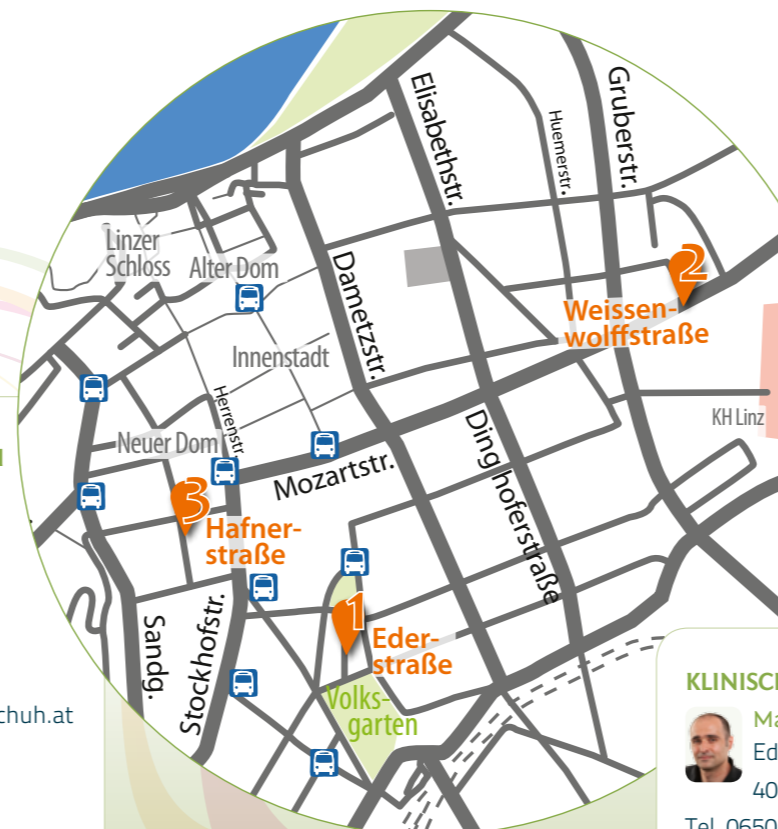 Elisabethstr.
Gruberstr.
Huemerstr.
Linzer
Schloss
Alter Dom
Dametzstr.
2
Weissen-
wolffstraße
Innenstadt
Herrenstr
KH Linz
Neuer Dom
Mozartstr.
Dinghoferstraße
3
Hafner-
straße
1
Eder-
straße
Sandg.
Stockhofstr.
Volks-
garten
chuh.at
KLINISCH
Ma
Ed
40
Tel. 0650